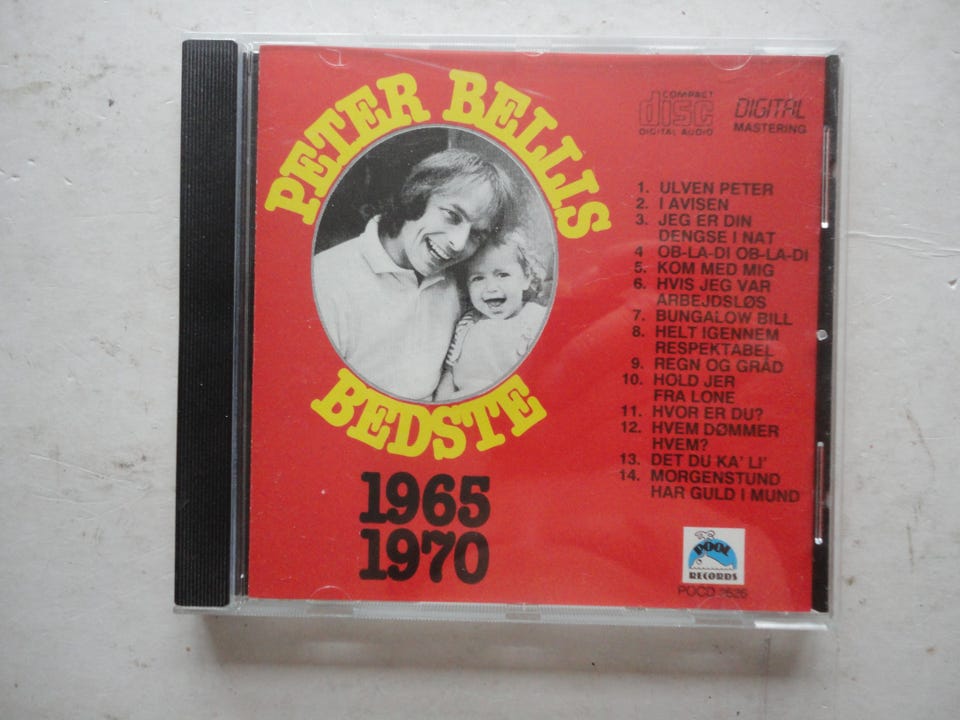 PETER BELLIS
BEDSTE
1965
1970
COMPACT
disc
DIGITAL AUDIO
DIGITAL
MASTERING
1. ULVEN PETER
2. I AVISEN
3. JEG ER DIN
DENGSE I NAT
4 OB-LA-DI OB-LA-DI
5. KOM MED MIG
6. HVIS JEG VAR
ARBEJDSLØS
7. BUNGALOW BILL
8. HELT IGENNEM
RESPEKTABEL
9. REGN OG GRÅD
10. HOLD JER
FRA LONE
11. HVOR ER DU?
12. HVEM DØMMER
HVEM?
13. DET DU KA' LI'
14. MORGENSTUND
HAR GULD I MUND
POOL
RECORDS
POCD